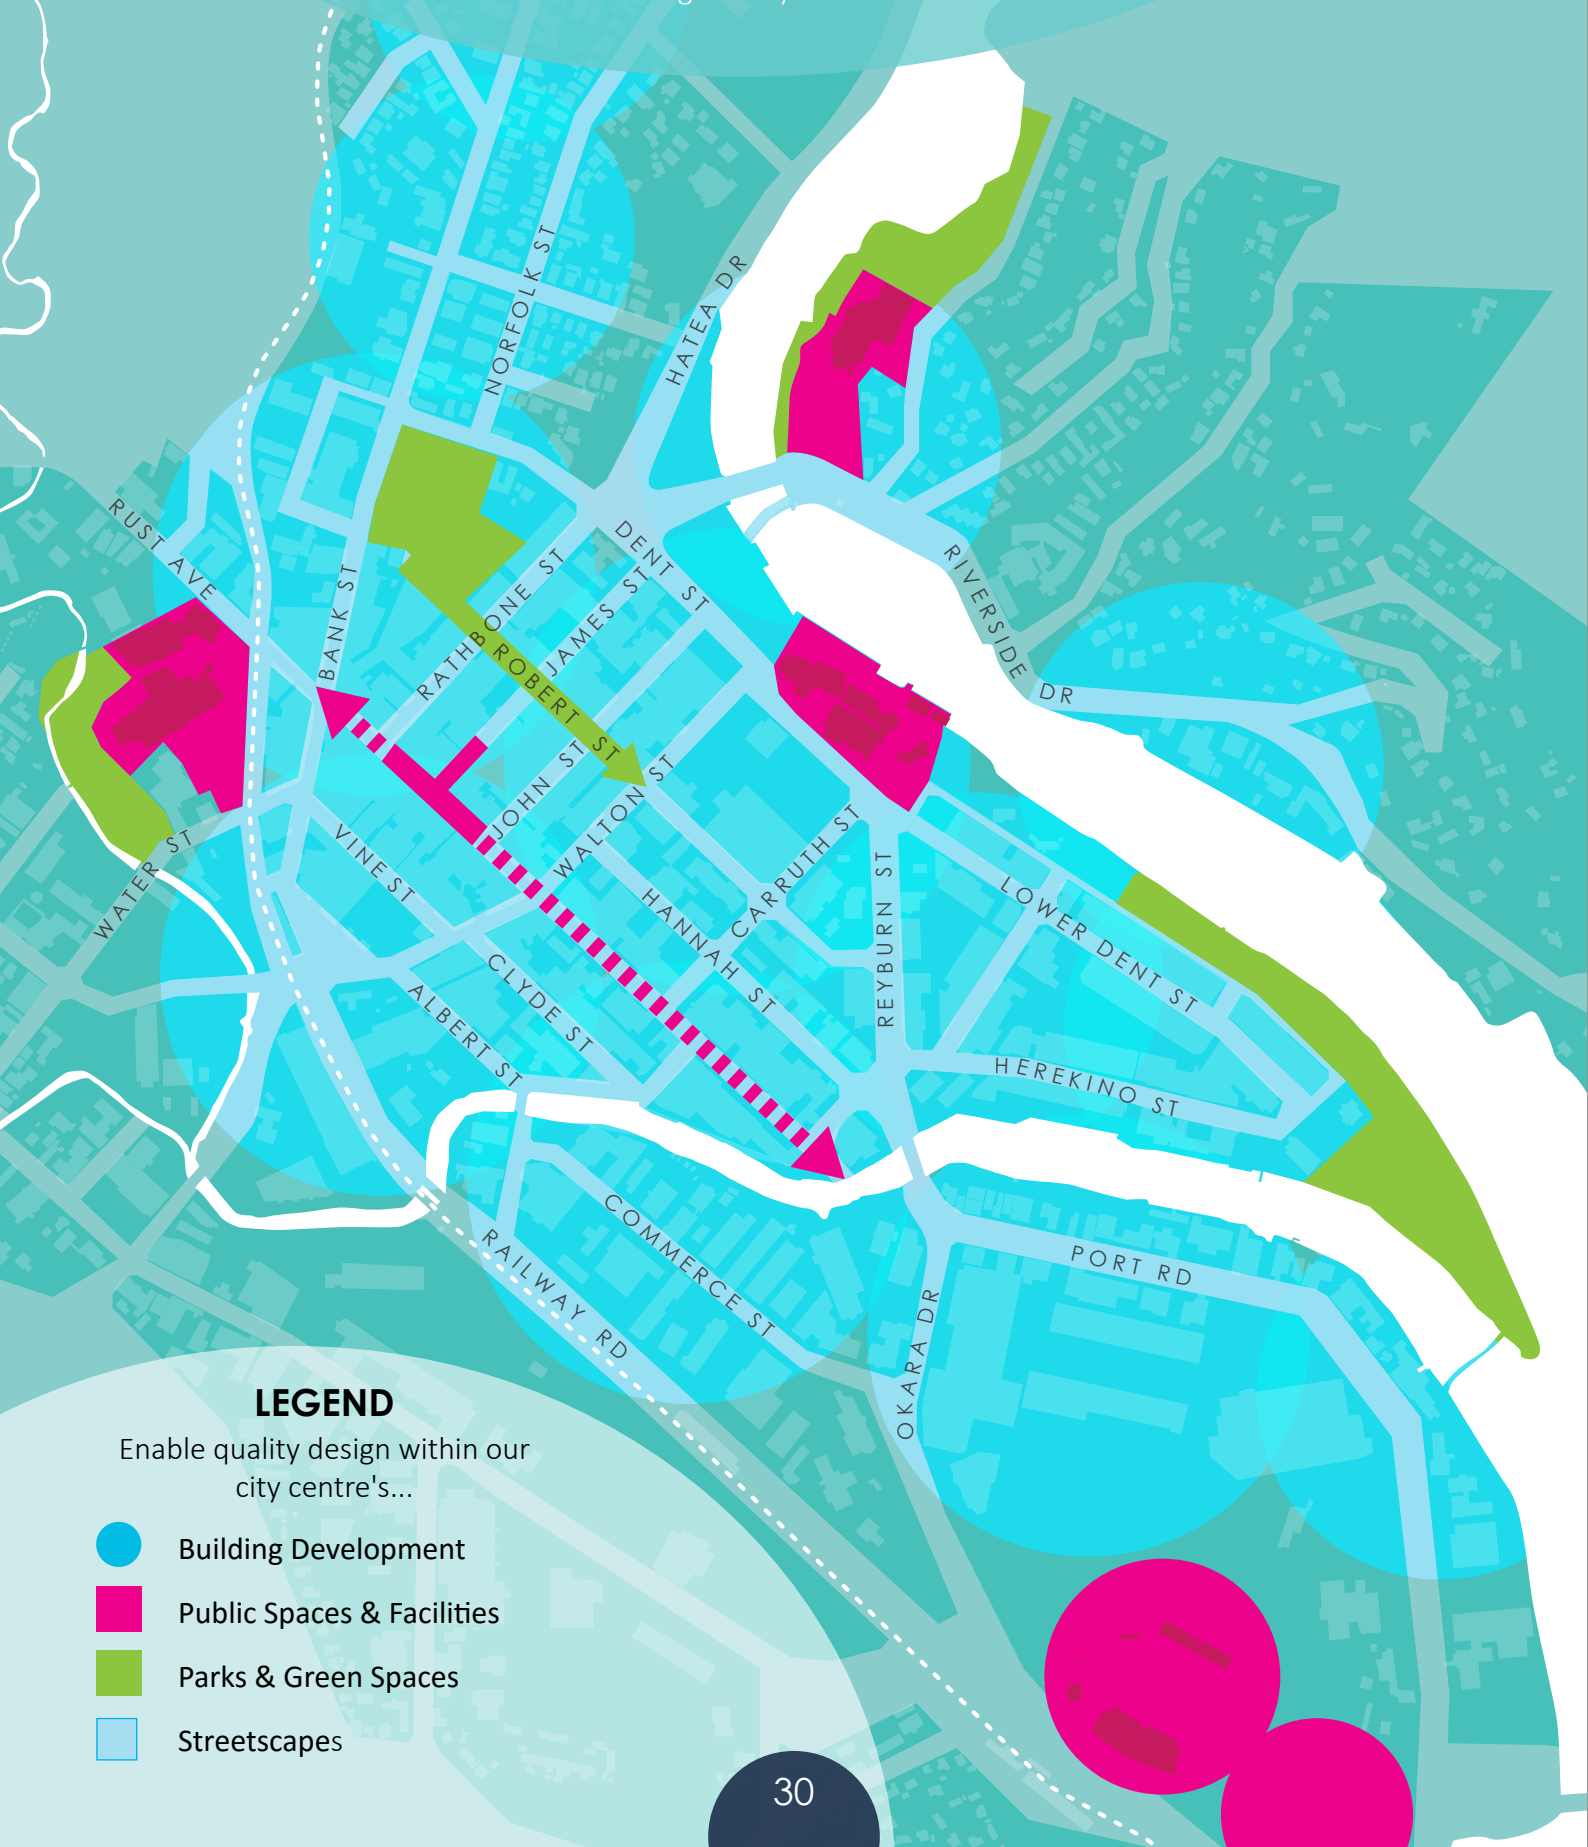 NORFOLK ST
HATEA DR
RUST AVE
DENT ST
BANK ST
RATHBONE ST
JAMES ST
RIVERSIDE DR
ROBERT ST
JOHN ST
WALTON ST
VINE ST
WATER ST
CARRUTH ST
HANNAH ST
REYBURN ST
LOWER DENT ST
CLYDE ST
ALBERT ST
HEREKINO ST
COMMERCE ST
RAILWAY RD
PORT RD
OKARA DR
LEGEND
Enable quality design within our
city centre's...
Building Development
Public Spaces & Facilities
Parks & Green Spaces
Streetscapes
30